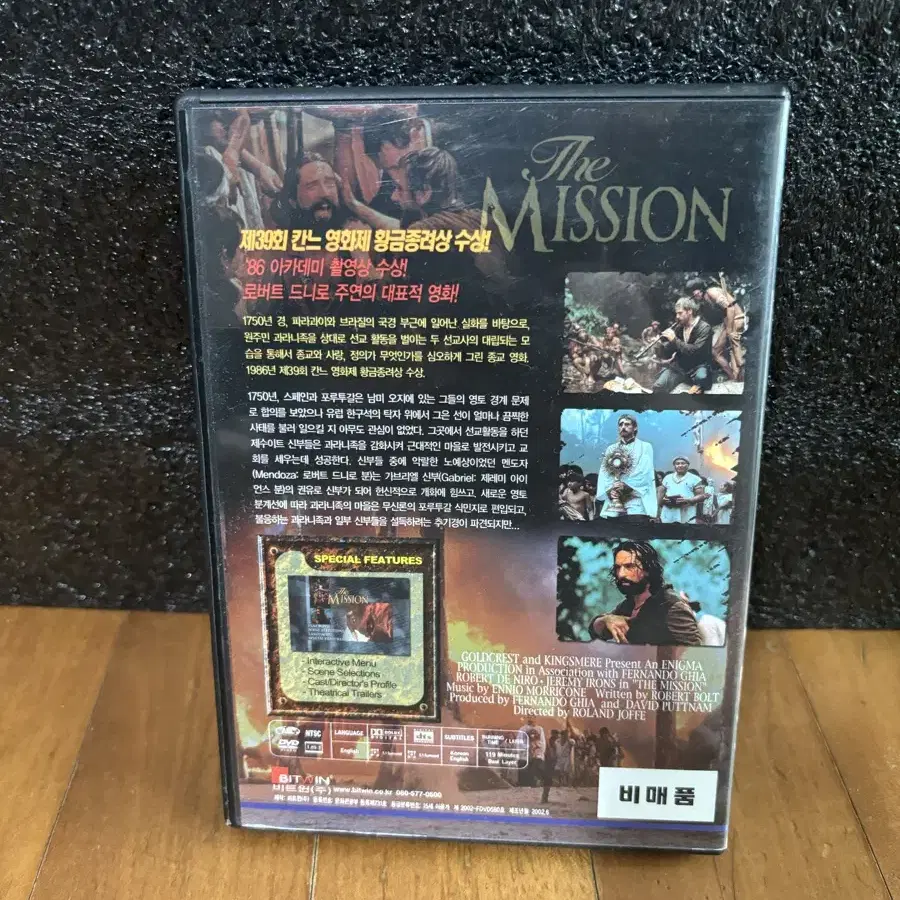 The
MISSION
제39회 칸느 영화제 황금종려상 수상!
'86 아카데미 촬영상 수상!
로버트 드니로 주연의 대표적 영화!
1750년 경, 파라과이와 브라질의 국경 부근에 일어난 실화를 바탕으로,
원주민 과라니족을 상대로 선교 활동을 벌이는 두 선교사의 대립되는 모
습을 통해서 종교와 사랑, 정의가 무엇인가를 심오하게 그린 종교 영화.
1986년 제39회 칸느 영화제 황금종려상 수상.
1750년, 스페인과 포루투갈은 남미 오지에 있는 그들의 영토 경계 문제
로 합의를 보았으나 유럽 한구석의 탁자 위에서 그은 선이 얼마나 끔찍한
사태를 불러 일으킬 지 아무도 관심이 없었다. 그곳에서 선교활동을 하던
제수이트 신부들은 과라니족을 감화시켜 근대적인 마을로 발전시키고 교
회를 세우는데 성공한다. 신부들 중에 악랄한 노예상이었던 멘도자
(Mendoza: 로버트 드니로 분)는 가브리엘 신부(Gabriel: 제레미 아이
언스 분)의 권유로 신부가 되어 헌신적으로 개화에 힘쓰고, 새로운 영토
분계선에 따라 과라니족의 마을은 무신론의 포루투갈 식민지로 편입되고,
불응하는 과라니족과 일부 신부들을 설득하려는 추기경이 파견되지만...
SPECIAL FEATURES
The
MISSION
- Interactive Menu
- Scene Selections
- Cast/Director's Profile
- Theatrical Trailers
GOLDCREST and KINGSMERE Present An ENIGMA
PRODUCTION in Association with FERNANDO GHIA
ROBERT DE NIRO • JEREMY IRONS in "THE MISSION"
Music by ENNIO MORRICONE Written by ROBERT BOLT
Produced by FERNANDO GHIA and DAVID PUTTNAM
Directed by ROLAND JOFFE
DVD NTSC LANGUAGE DOLBY DIGITAL dts SUBTITLES RUNNING TIME / LAYER
English Korean English 119 Minutes Dual Layer
BITWIN
비트윈(주) www.bitwin.co.kr 080-677-0600
비매품